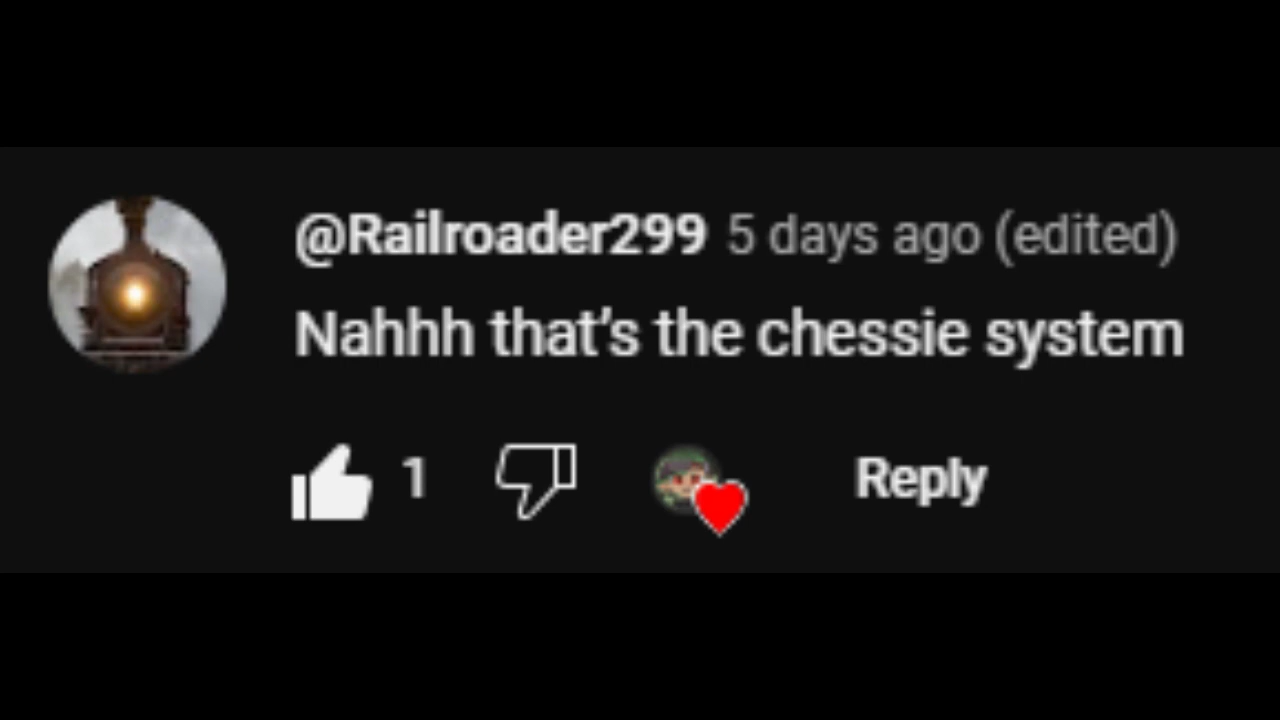 @Railroader299 5 days ago (edited)
Nahhh that’s the chessie system
1 Reply